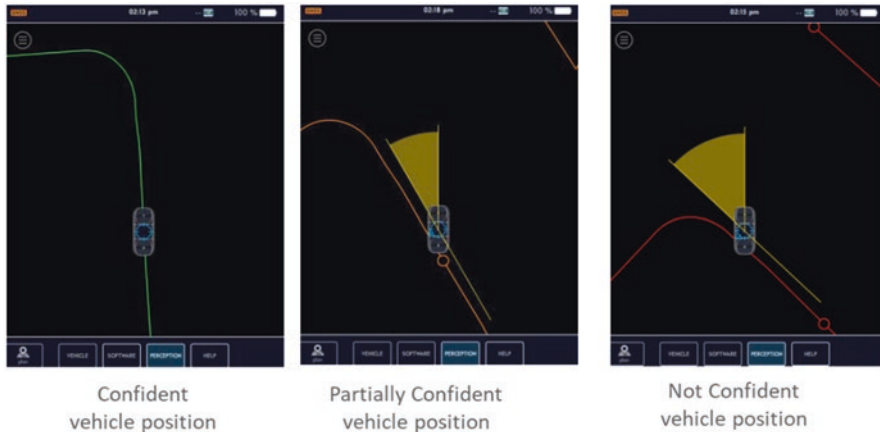 02:13 pm
100 %
02:18 pm
100 %
02:15 pm
100 %
VEHICLE
SOFTWARE
PERCEPTION
HELP
VEHICLE
SOFTWARE
PERCEPTION
HELP
VEHICLE
SOFTWARE
PERCEPTION
HELP
Confident
vehicle position
Partially Confident
vehicle position
Not Confident
vehicle position